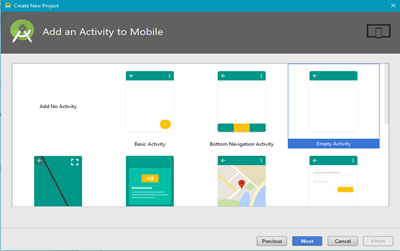 Create New Project
Add an Activity to Mobile
Add No Activity
Basic Activity
Bottom Navigation Activity
Empty Activity
Ad
Previous
Next
Cancel
Finish